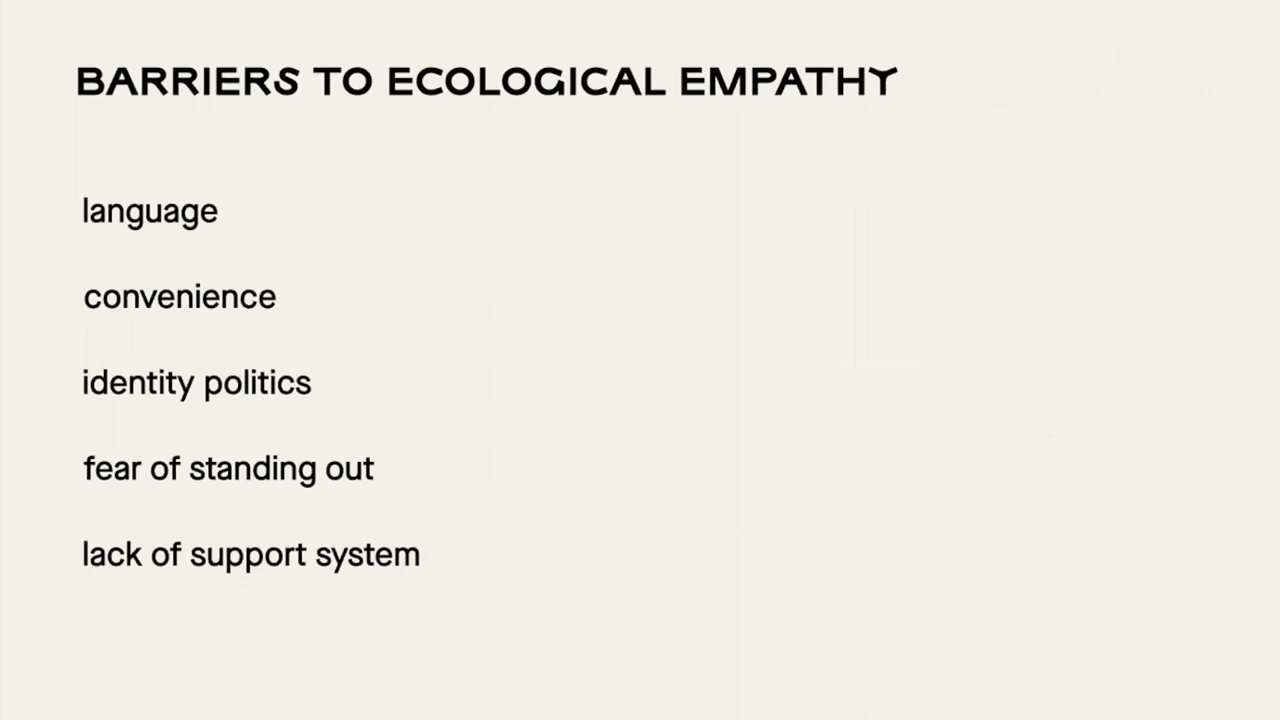 BARRIERS TO ECOLOGICAL EMPATHY
language
convenience
identity politics
fear of standing out
lack of support system